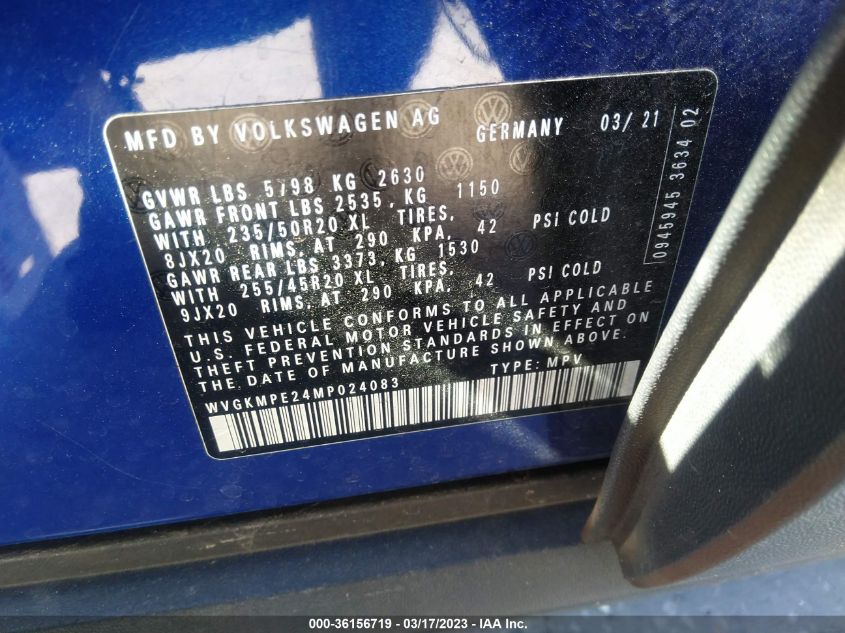 MFD BY VOLKSWAGEN AG GERMANY 03/ 21
GVWR LBS 5798 KG 2630
GAWR FRONT LBS 2535, KG 1150
WITH 235/50R20 XL TIRES,
8JX20 RIMS, AT 290 KPA, 42 PSI COLD
GAWR REAR LBS 3373, KG 1530
WITH 255/45R20 XL TIRES,
9JX20 RIMS, AT 290 KPA, 42 PSI COLD
THIS VEHICLE CONFORMS TO ALL APPLICABLE
U.S. FEDERAL MOTOR VEHICLE SAFETY AND
THEFT PREVENTION STANDARDS IN EFFECT ON
THE DATE OF MANUFACTURE SHOWN ABOVE.
WVGKMPE24MP024083 TYPE: MPV
0945945 3634 02
000-36156719 - 03/17/2023 - IAA Inc.